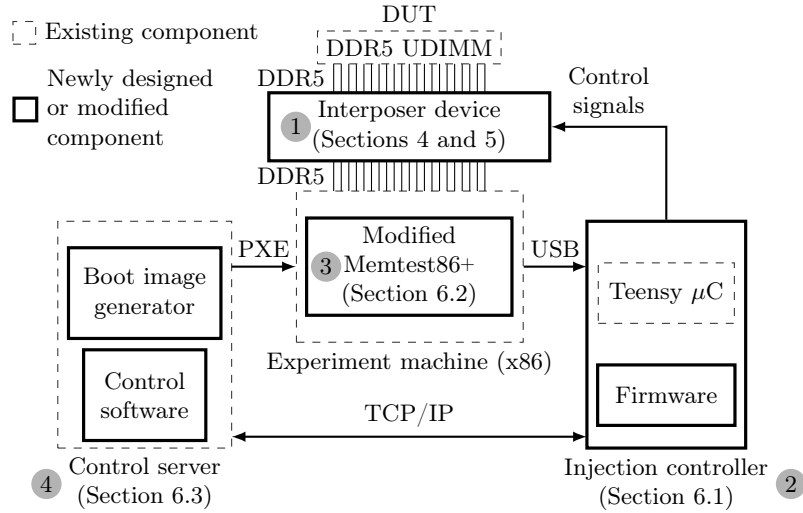 DUT
Existing component
DDR5 UDIMM
Newly designed
or modified
component
DDR5
Control
signals
1 Interposer device
(Sections 4 and 5)
DDR5
PXE
Modified
3 Memtest86+
(Section 6.2)
USB
Boot image
generator
Teensy μC
Experiment machine (x86)
Control
software
Firmware
TCP/IP
4 Control server
(Section 6.3)
Injection controller
(Section 6.1) 2